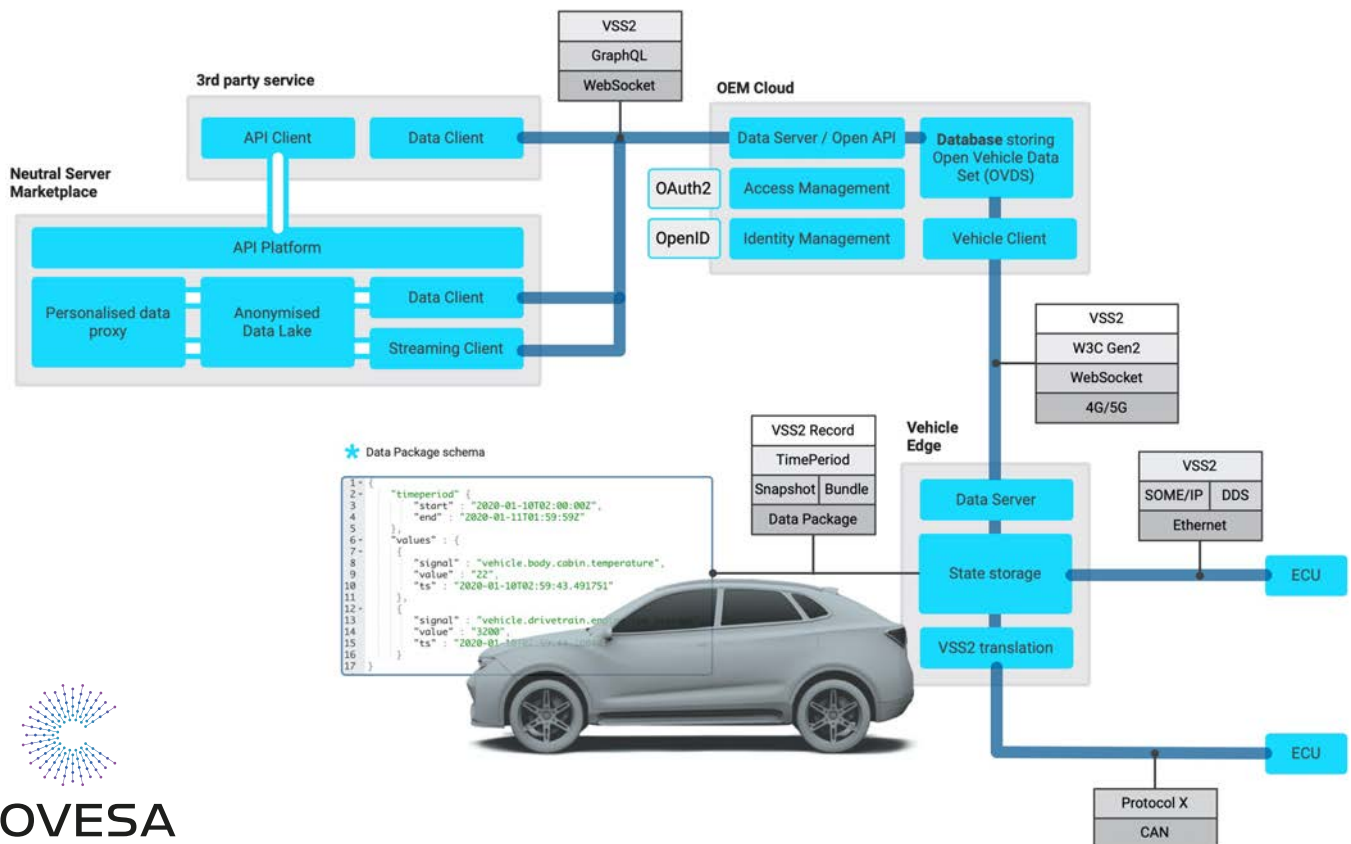 VSS2
GraphQL
WebSocket
3rd party service
API Client
Data Client
OEM Cloud
Data Server / Open API
Database storing
Open Vehicle Data
Set (OVDS)
OAuth2
Access Management
OpenID
Identity Management
Vehicle Client
Neutral Server
Marketplace
API Platform
Personalised data
proxy
Anonymised
Data Lake
Data Client
Streaming Client
VSS2
W3C Gen2
WebSocket
4G/5G
Vehicle
Edge
VSS2 Record
TimePeriod
Snapshot Bundle
Data Package
VSS2
SOME/IP DDS
Ethernet
Data Server
State storage
VSS2 translation
ECU
ECU
Protocol X
CAN
* Data Package schema
1 {
2 "timeperiod" {
3 "start" : "2020-01-10T02:00:00Z",
4 "end" : "2020-01-11T01:59:59Z"
5 },
6 "values" : {
7 {
8 "signal" : "vehicle.body.cabin.temperature",
9 "value" : "22",
10 "ts" : "2020-01-10T02:59:43.491751"
11 },
12 {
13 "signal" : "vehicle.drivetrain.
14 "value" : "3200",
15 "ts" : "2020-01-
16 }
17 }
OVESA